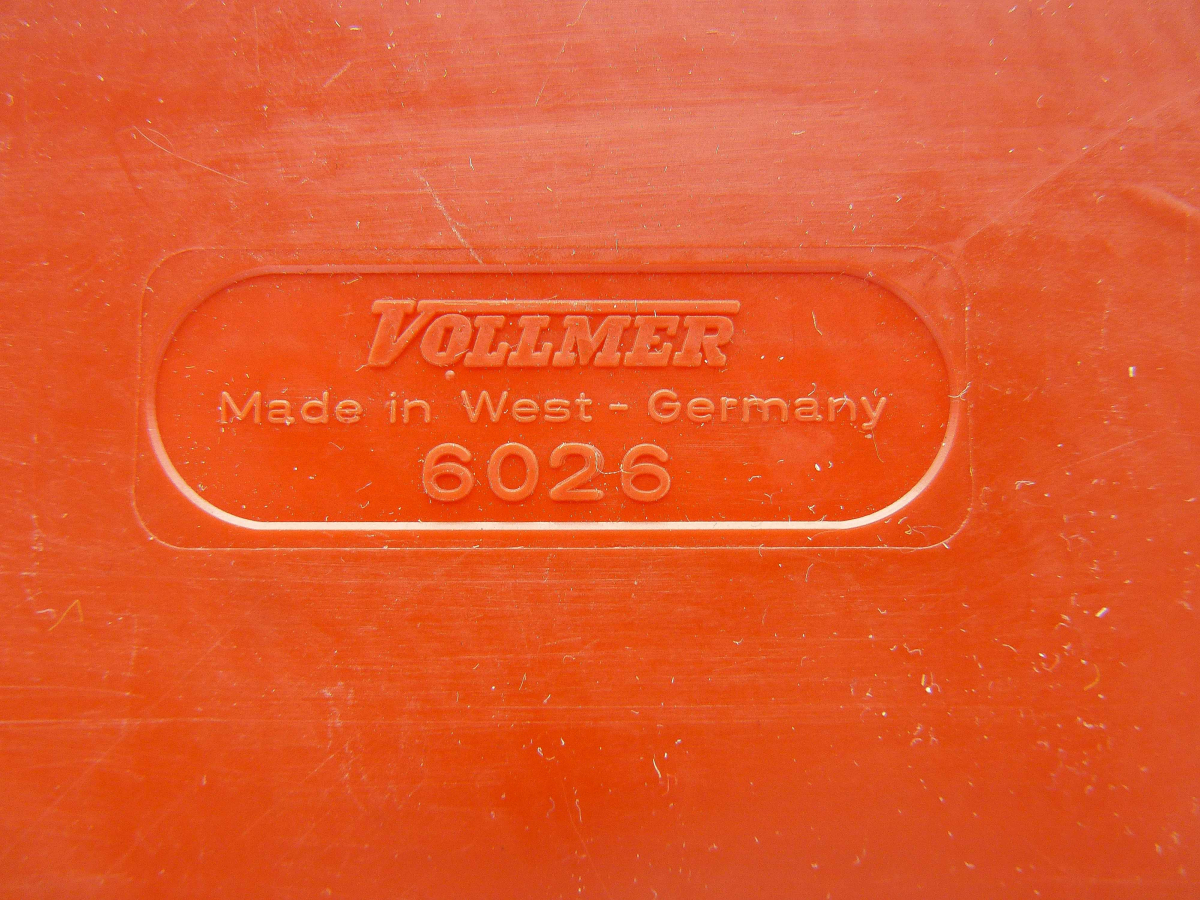 VOLLMER
Made in West - Germany
6026